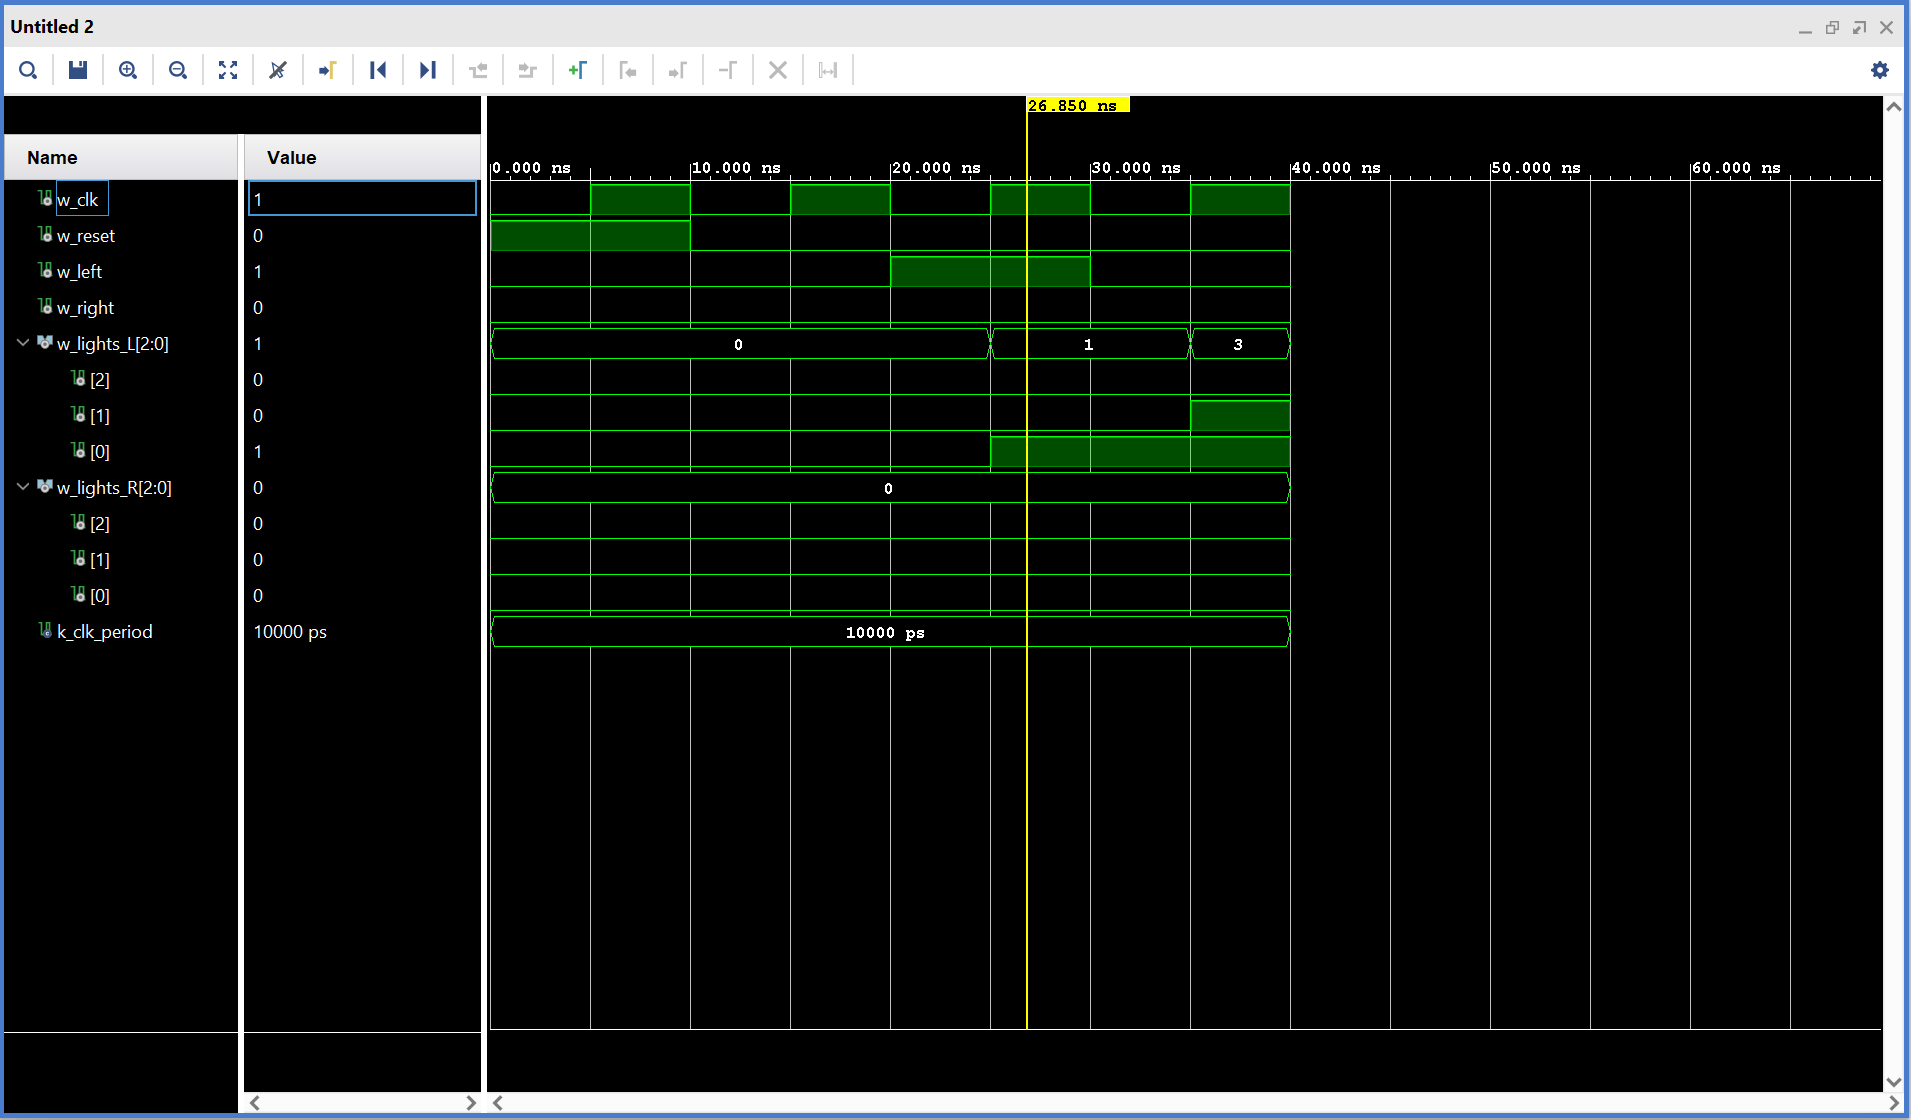 Untitled 2
26.850 ns
Name Value
0.000 ns 10.000 ns 20.000 ns 30.000 ns 40.000 ns 50.000 ns 60.000 ns
w_clk 1
w_reset 0
w_left 1
w_right 0
w_lights_L[2:0] 1 0 1 3
[2] 0
[1] 0
[0] 1
w_lights_R[2:0] 0 0
[2] 0
[1] 0
[0] 0
k_clk_period 10000 ps 10000 ps